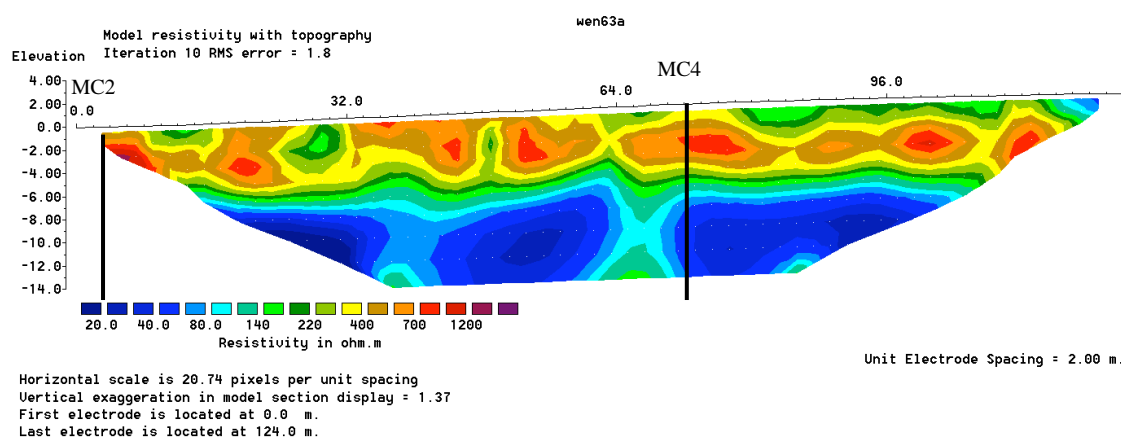 wen63a
Model resistivity with topography
Elevation Iteration 10 RMS error = 1.8
MC4
4.00 MC2
2.00 0.0 32.0 64.0 96.0
0.0
-2.00
-4.00
-6.00
-8.00
-10.0
-12.0
-14.0
20.0 40.0 80.0 140 220 400 700 1200
Resistivity in ohm.m
Unit Electrode Spacing = 2.00 m.
Horizontal scale is 20.74 pixels per unit spacing
Vertical exaggeration in model section display = 1.37
First electrode is located at 0.0 m.
Last electrode is located at 124.0 m.